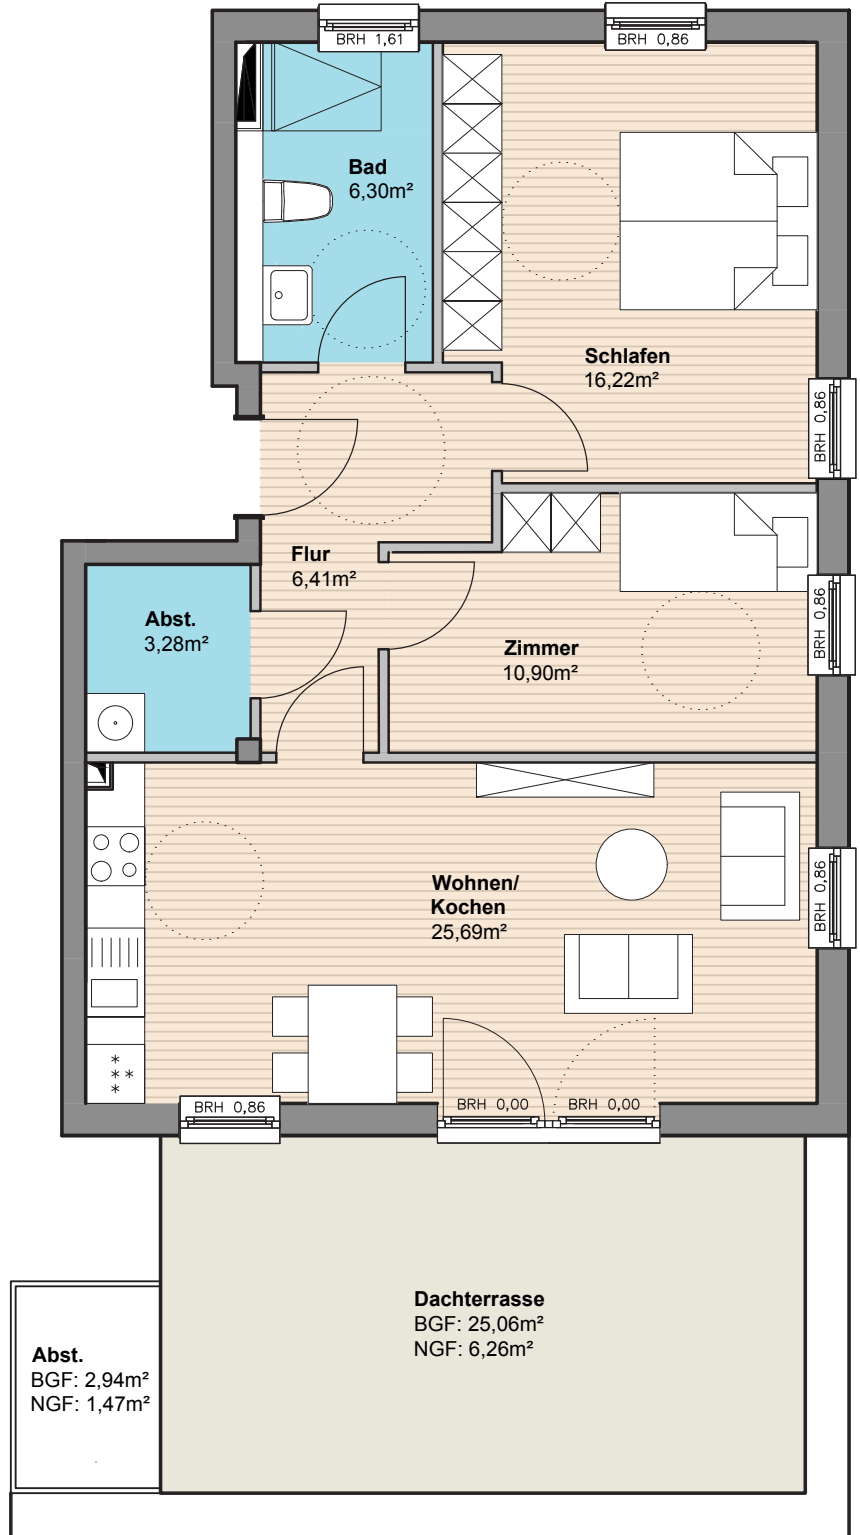 BRH 1,61
BRH 0,86
Bad
6,30m²
Schlafen
16,22m²
BRH 0,86
Flur
6,41m²
Abst.
3,28m²
Zimmer
10,90m²
BRH 0,86
Wohnen/
Kochen
25,69m²
BRH 0,86
BRH 0,86
BRH 0,00
BRH 0,00
Dachterrasse
BGF: 25,06m²
NGF: 6,26m²
Abst.
BGF: 2,94m²
NGF: 1,47m²